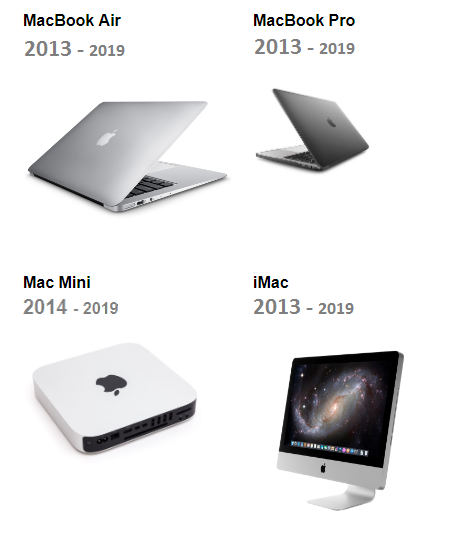 MacBook Air
2013 - 2019
MacBook Pro
2013 - 2019
Mac Mini
2014 - 2019
iMac
2013 - 2019